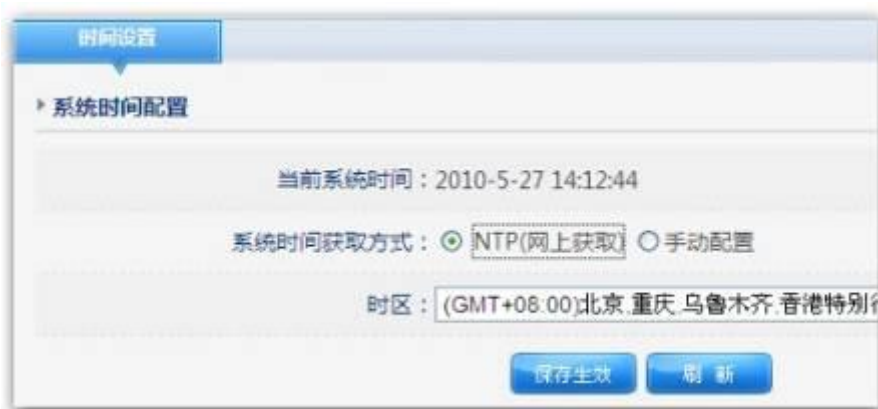 时间设置
系统时间配置
当前系统时间：2010-5-27 14:12:44
系统时间获取方式： NTP(网上获取) 手动配置
时区： (GMT+08:00)北京,重庆,乌鲁木齐,香港特别
保存生效 刷 新